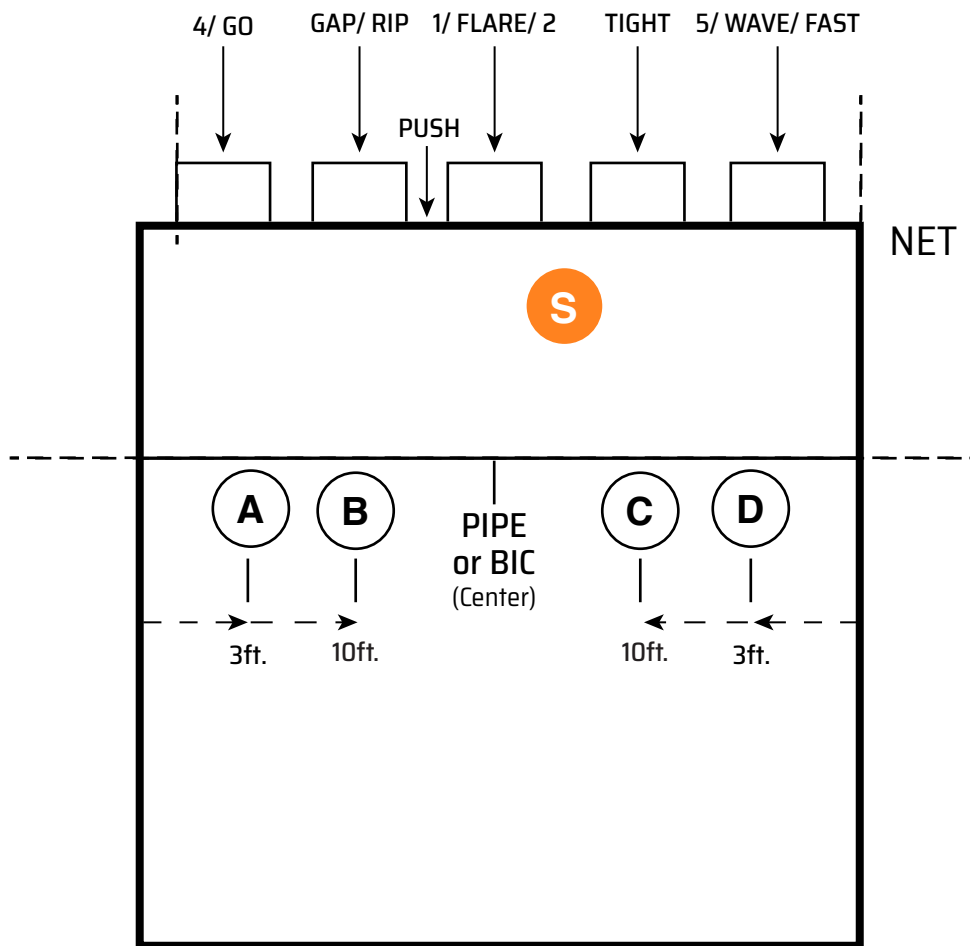 4/ GO
GAP/ RIP
1/ FLARE/ 2
TIGHT
5/ WAVE/ FAST
PUSH
NET
S
A
B
C
D
PIPE
or BIC
(Center)
3ft.
10ft.
10ft.
3ft.